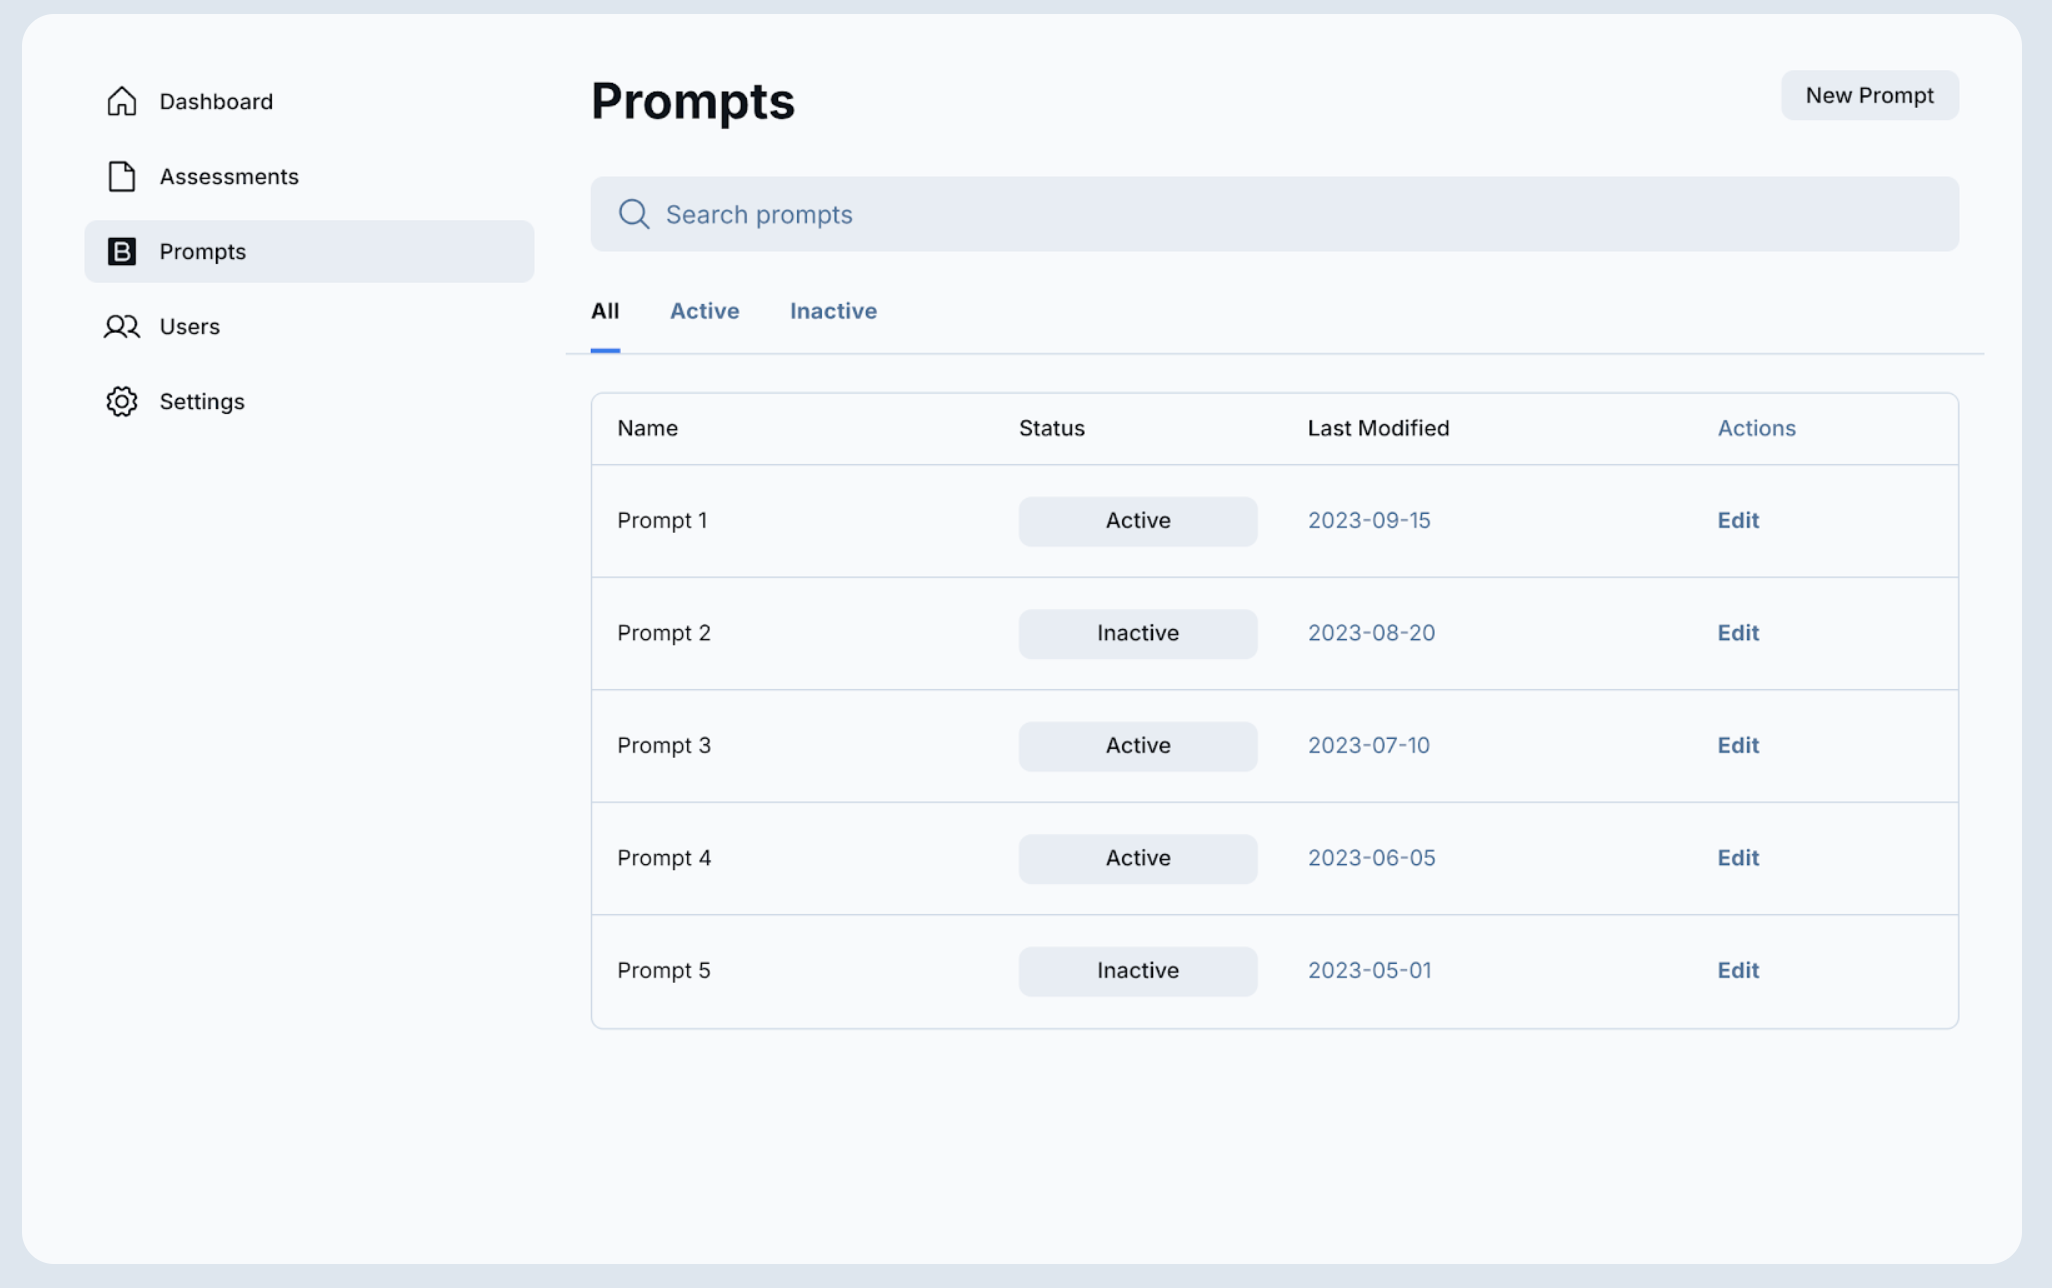 Dashboard
Assessments
Prompts
Users
Settings
Prompts
New Prompt
Search prompts
All Active Inactive
Name Status Last Modified Actions
Prompt 1 Active 2023-09-15 Edit
Prompt 2 Inactive 2023-08-20 Edit
Prompt 3 Active 2023-07-10 Edit
Prompt 4 Active 2023-06-05 Edit
Prompt 5 Inactive 2023-05-01 Edit